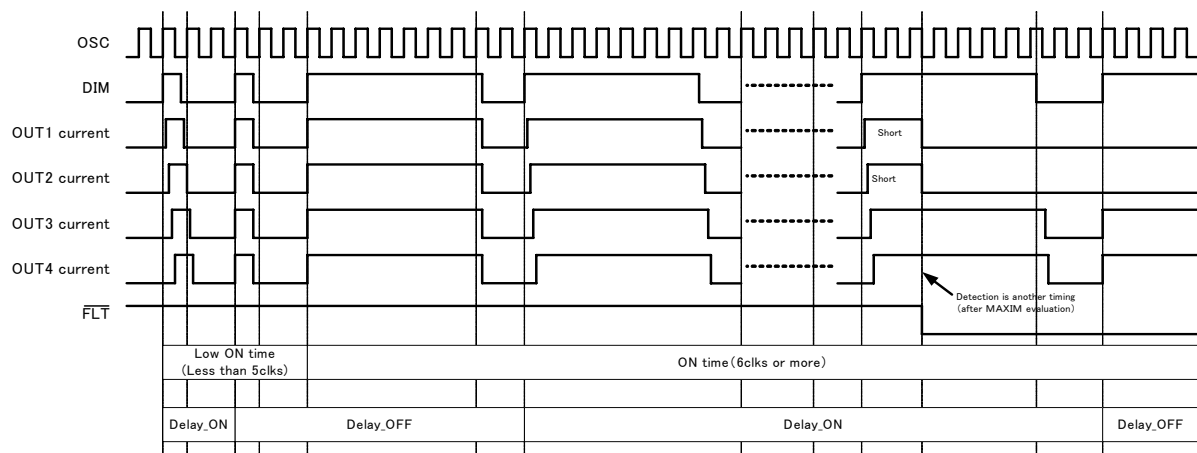 OSC
DIM
OUT1 current
Short
OUT2 current
Short
OUT3 current
OUT4 current
Detection is another timing
(after MAXIM evaluation)
FLT
Low ON time
(Less than 5clks)
ON time(6clks or more)
Delay_ON
Delay_OFF
Delay_ON
Delay_OFF